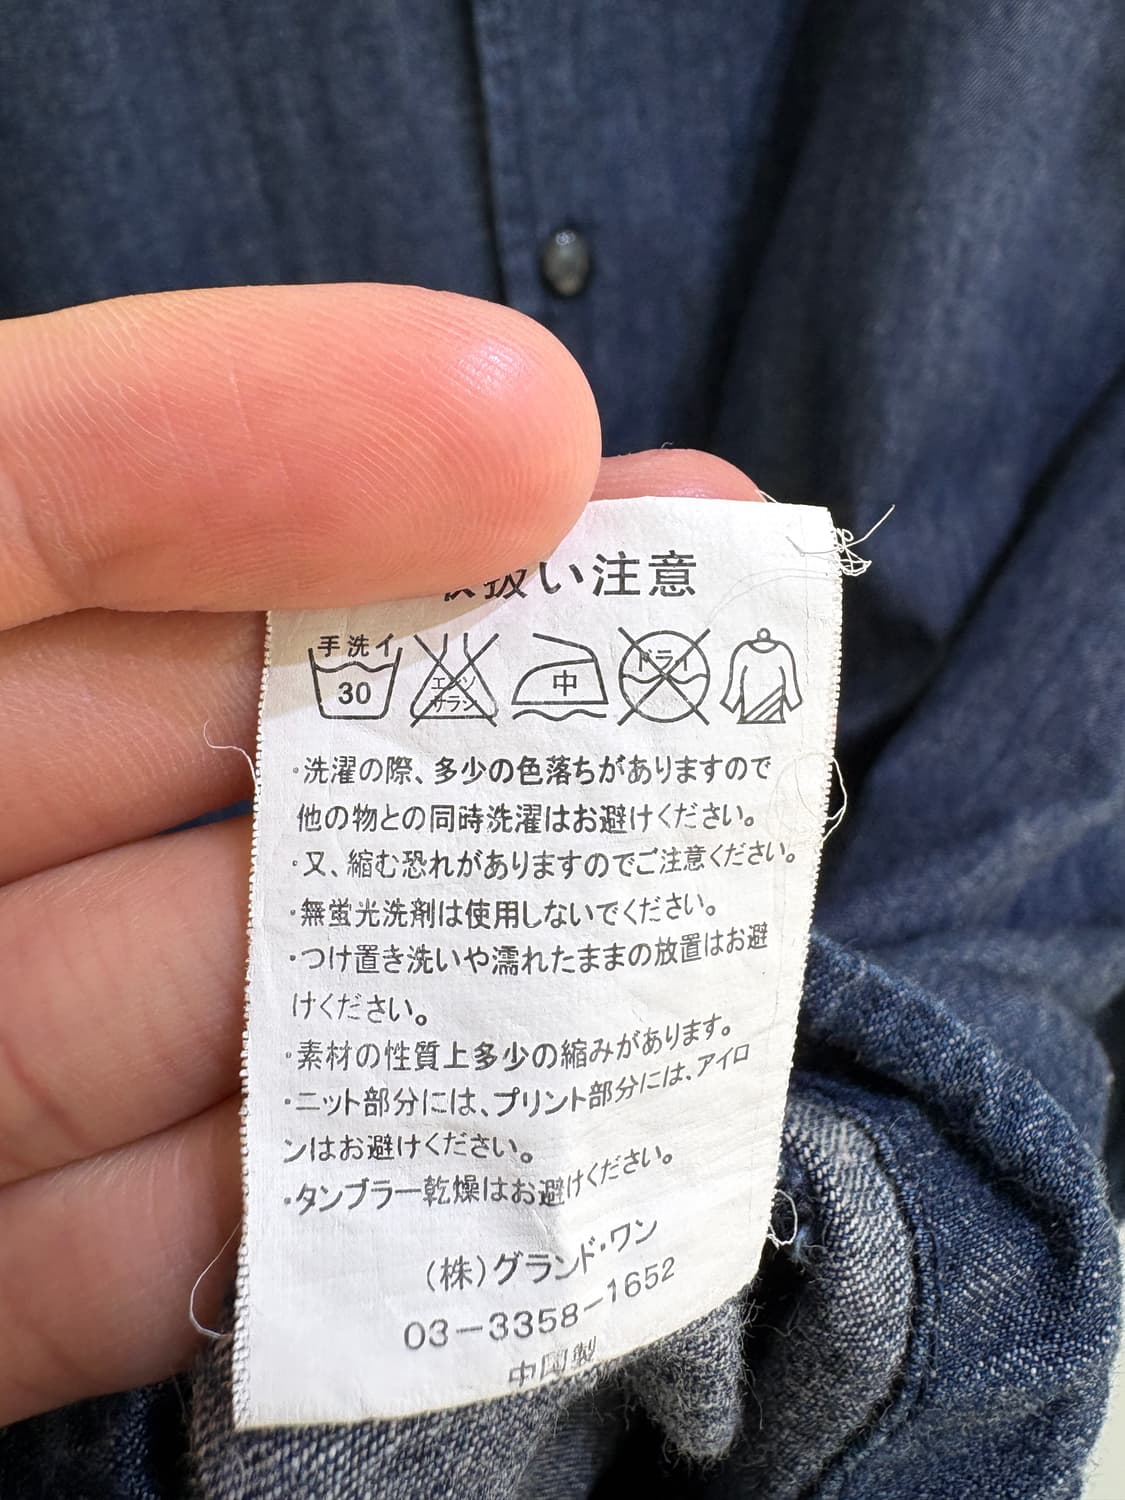 扱い注意
手洗イ
30
エンソ
サラシ
中
ドライ
・洗濯の際、多少の色落ちがありますので
他の物との同時洗濯はお避けください。
・又、縮む恐れがありますのでご注意ください。
・無蛍光洗剤は使用しないでください。
・つけ置き洗いや濡れたままの放置はお避
けください。
・素材の性質上多少の縮みがあります。
・ニット部分には、プリント部分には、アイロ
ンはお避けください。
・タンブラー乾燥はお避けください。
(株)グランド・ワン
03-3358-1652
中国製